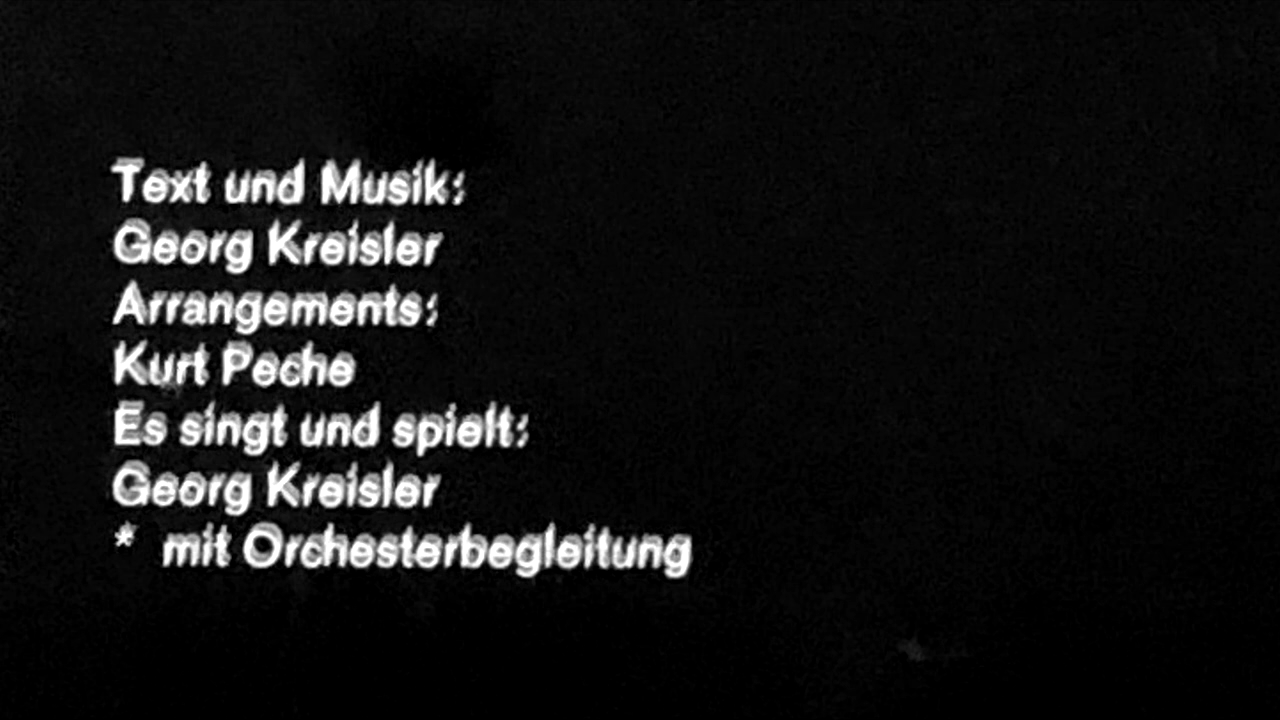 Text und Musik:
Georg Kreisler
Arrangements:
Kurt Peche
Es singt und spielt:
Georg Kreisler
* mit Orchesterbegleitung